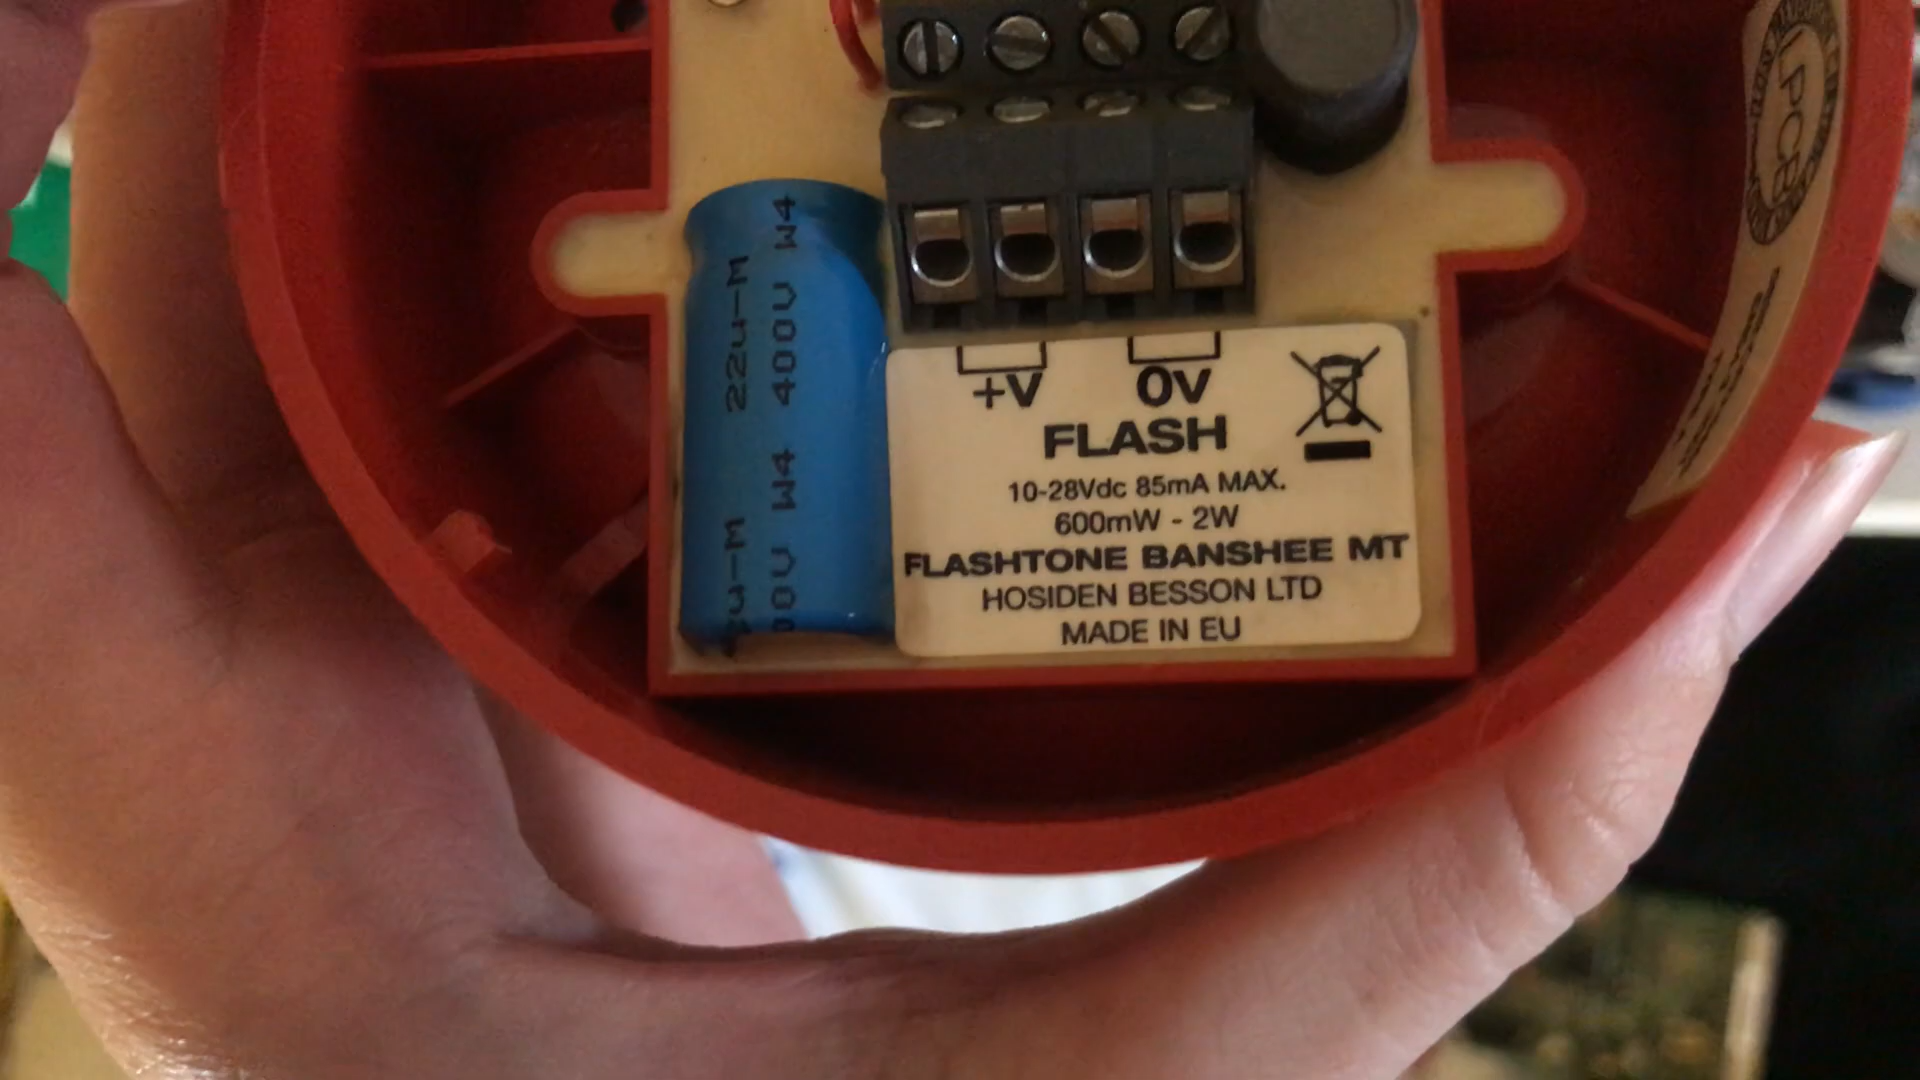 22u-M 400V W4
W4
+V 0V
FLASH
10-28Vdc 85mA MAX.
600mW - 2W
FLASHTONE BANSHEE MT
HOSIDEN BESSON LTD
MADE IN EU
LPCB